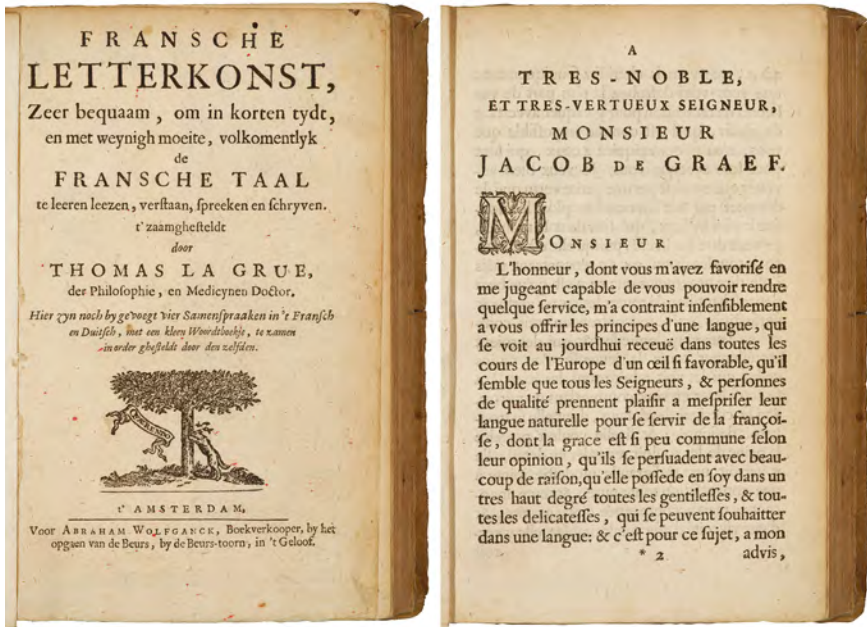 FRANSCHE
LETTERKONST,
Zeer bequaam, om in korten tydt,
en met weynigh moeite, volkomentlyk
de
FRANSCHE TAAL
te leeren leezen, verſtaan, ſpreeken en ſchryven.
t'zaamgheſteldt
door
THOMAS LA GRUE,
der Philoſophie, en Medicynen Doctor.
Hier zyn noch by gevoegt vier Samenſpraaken in 't Franſch
en Duitſch, met een kleen Woordtboekje, te zamen
in order gheſteldt door den zelfden.
QUÆRENDO
t' AMSTERDAM,
Voor ABRAHAM WOLFGANCK, Boekverkooper, by het
opgaen van de Beurs, by de Beurs-toorn, in 't Geloof.
A
TRES-NOBLE,
ET TRES-VERTUEUX SEIGNEUR,
MONSIEUR
JACOB DE GRAEF.
MONSIEUR
L'honneur, dont vous m'avez favoriſé en
me jugeant capable de vous pouvoir rendre
quelque ſervice, m'a contraint inſenſiblement
a vous offrir les principes d'une langue, qui
ſe voit au jourdhui receuë dans toutes les
cours de l'Europe d'un œil ſi favorable, qu'il
ſemble que tous les Seigneurs, & perſonnes
de qualité prennent plaiſir a meſpriſer leur
langue naturelle pour ſe ſervir de la françoi-
ſe, dont la grace eſt ſi peu commune ſelon
leur opinion, qu'ils ſe perſuadent avec beau-
coup de raiſon, qu'elle poſſede en ſoy dans un
tres haut degré toutes les gentileſſes, & tou-
tes les delicateſſes, qui ſe peuvent ſouhaitter
dans une langue: & c'eſt pour ce ſujet, a mon
* 2 advis,